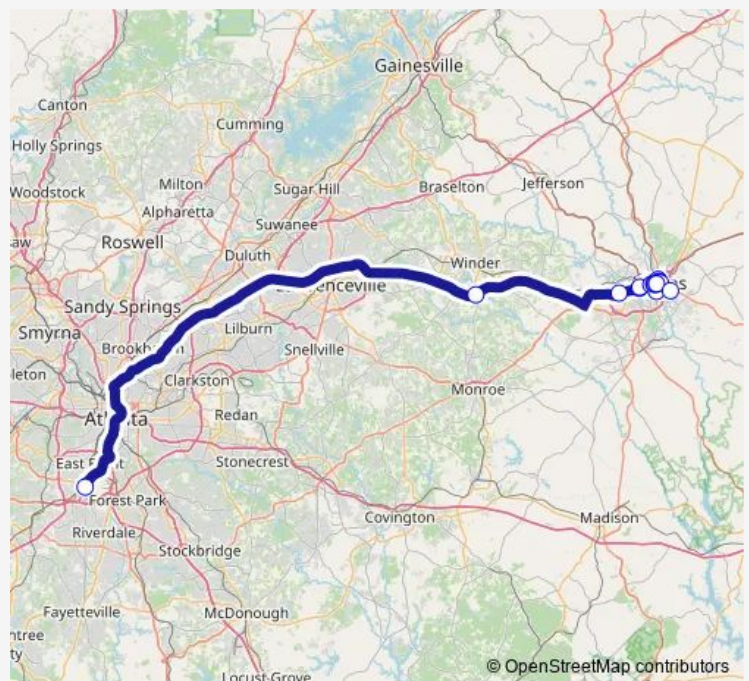 Gainesville
Canton
Cumming
Holly Springs
Milton
Sugar Hill
Braselton
Jefferson
Woodstock
Alpharetta
Suwanee
aw
Roswell
Duluth
Winder
Sandy Springs
Smyrna
Lilburn
Snellville
Clarkston
Monroe
Redan
Stonecrest
Forest Park
Covington
Madison
Riverdale
Stockbridge
Fayetteville
McDonough
Locust Grove
© OpenStreetMap contributors